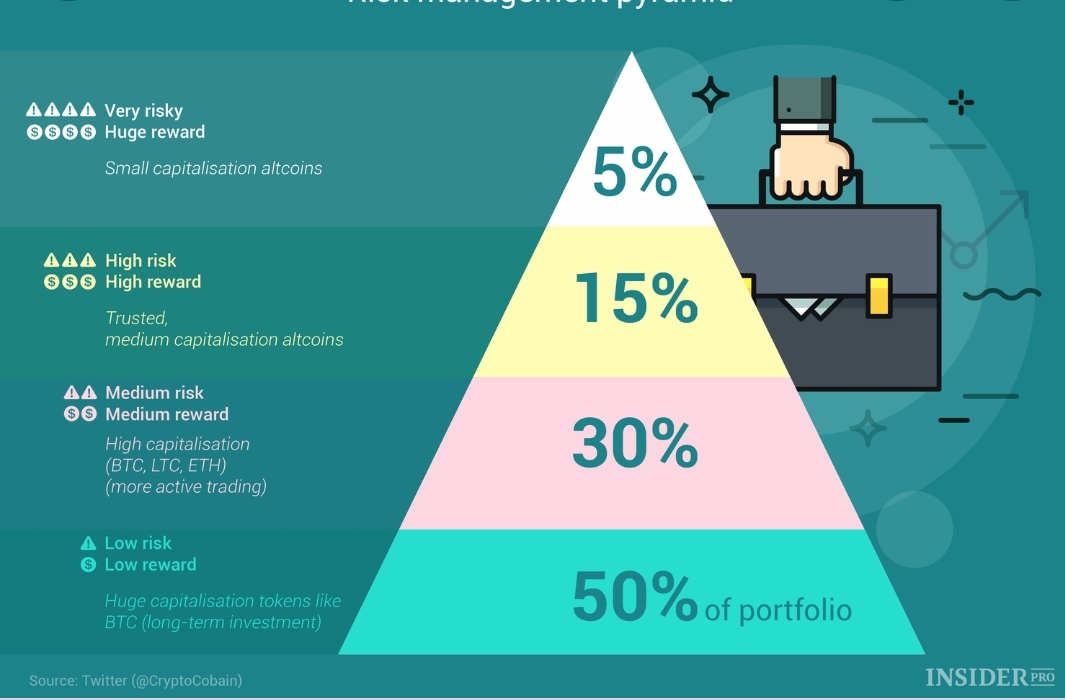 Risk management pyramid
Very risky
Huge reward
Small capitalisation altcoins
5%
High risk
High reward
Trusted,
medium capitalisation altcoins
15%
Medium risk
Medium reward
High capitalisation
(BTC, LTC, ETH)
(more active trading)
30%
Low risk
Low reward
Huge capitalisation tokens like
BTC (long-term investment)
50% of portfolio
Source: Twitter (@CryptoCobain)
INSIDER PRO